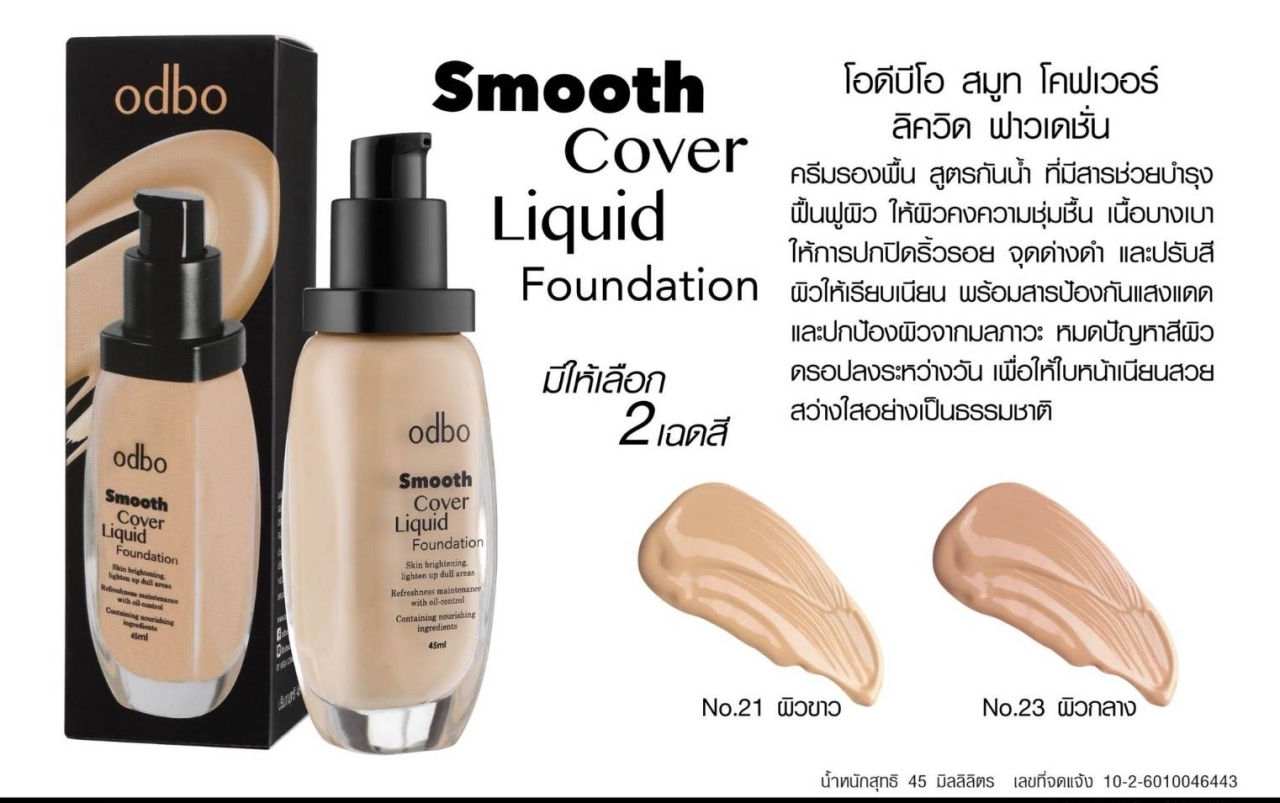 odbo
odbo
Smooth
Cover
Liquid
Foundation
Skin brightening,
lighten up dull areas
Refreshness maintenance
with oil-control
Containing nourishing
ingredients
45ml
odbo
Smooth
Cover
Liquid
Foundation
Skin brightening,
lighten up dull areas
Refreshness maintenance
with oil-control
Containing nourishing
ingredients
45ml
Smooth
Cover
Liquid
Foundation
มีให้เลือก
2 เฉดสี
โอดีบีโอ สมูท โคฟเวอร์
ลิควิด ฟาวเดชั่น
ครีมรองพื้น สูตรกันน้ำ ที่มีสารช่วยบำรุง
ฟื้นฟูผิว ให้ผิวคงความชุ่มชื้น เนื้อบางเบา
ให้การปกปิดริ้วรอย จุดด่างดำ และปรับสี
ผิวให้เรียบเนียน พร้อมสารป้องกันแสงแดด
และปกป้องผิวจากมลภาวะ หมดปัญหาสีผิว
ดรอปลงระหว่างวัน เพื่อให้ใบหน้าเนียนสวย
สว่างใสอย่างเป็นธรรมชาติ
No.21 ผิวขาว
No.23 ผิวกลาง
น้ำหนักสุทธิ 45 มิลลิลิตร เลขที่จดแจ้ง 10-2-6010046443